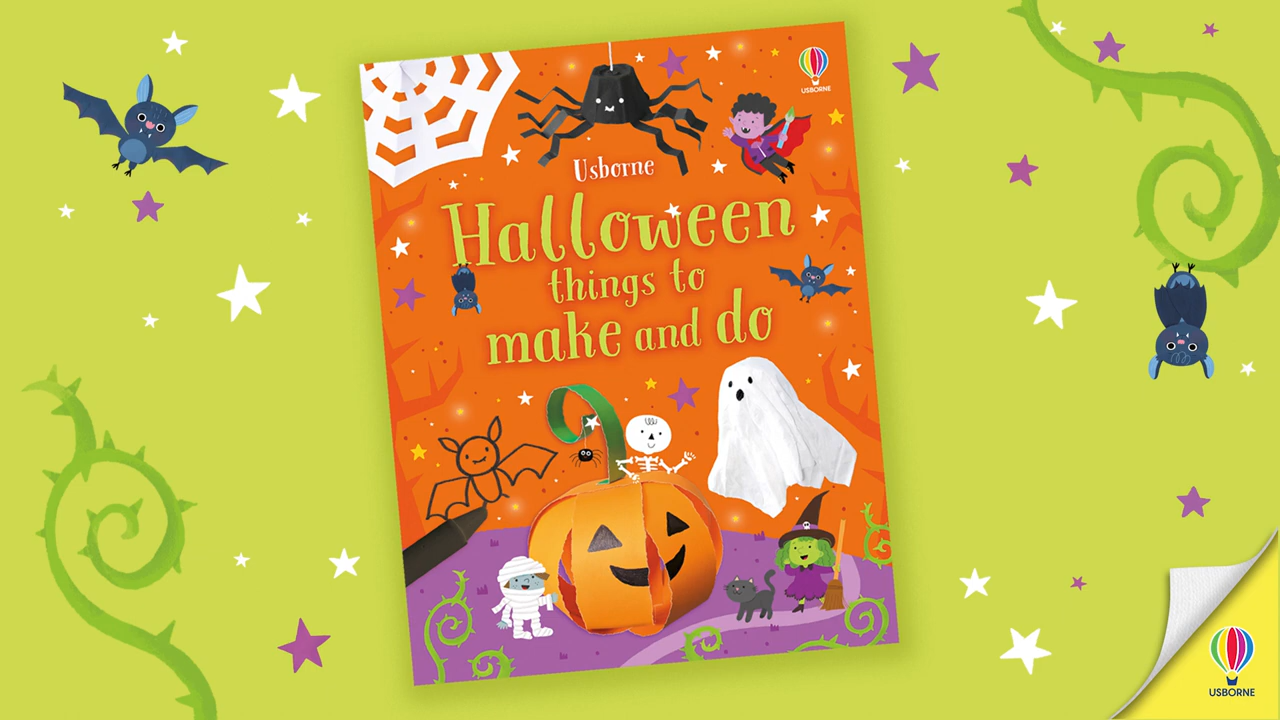 USBORNE
Usborne
Halloween
things to
make and do
USBORNE